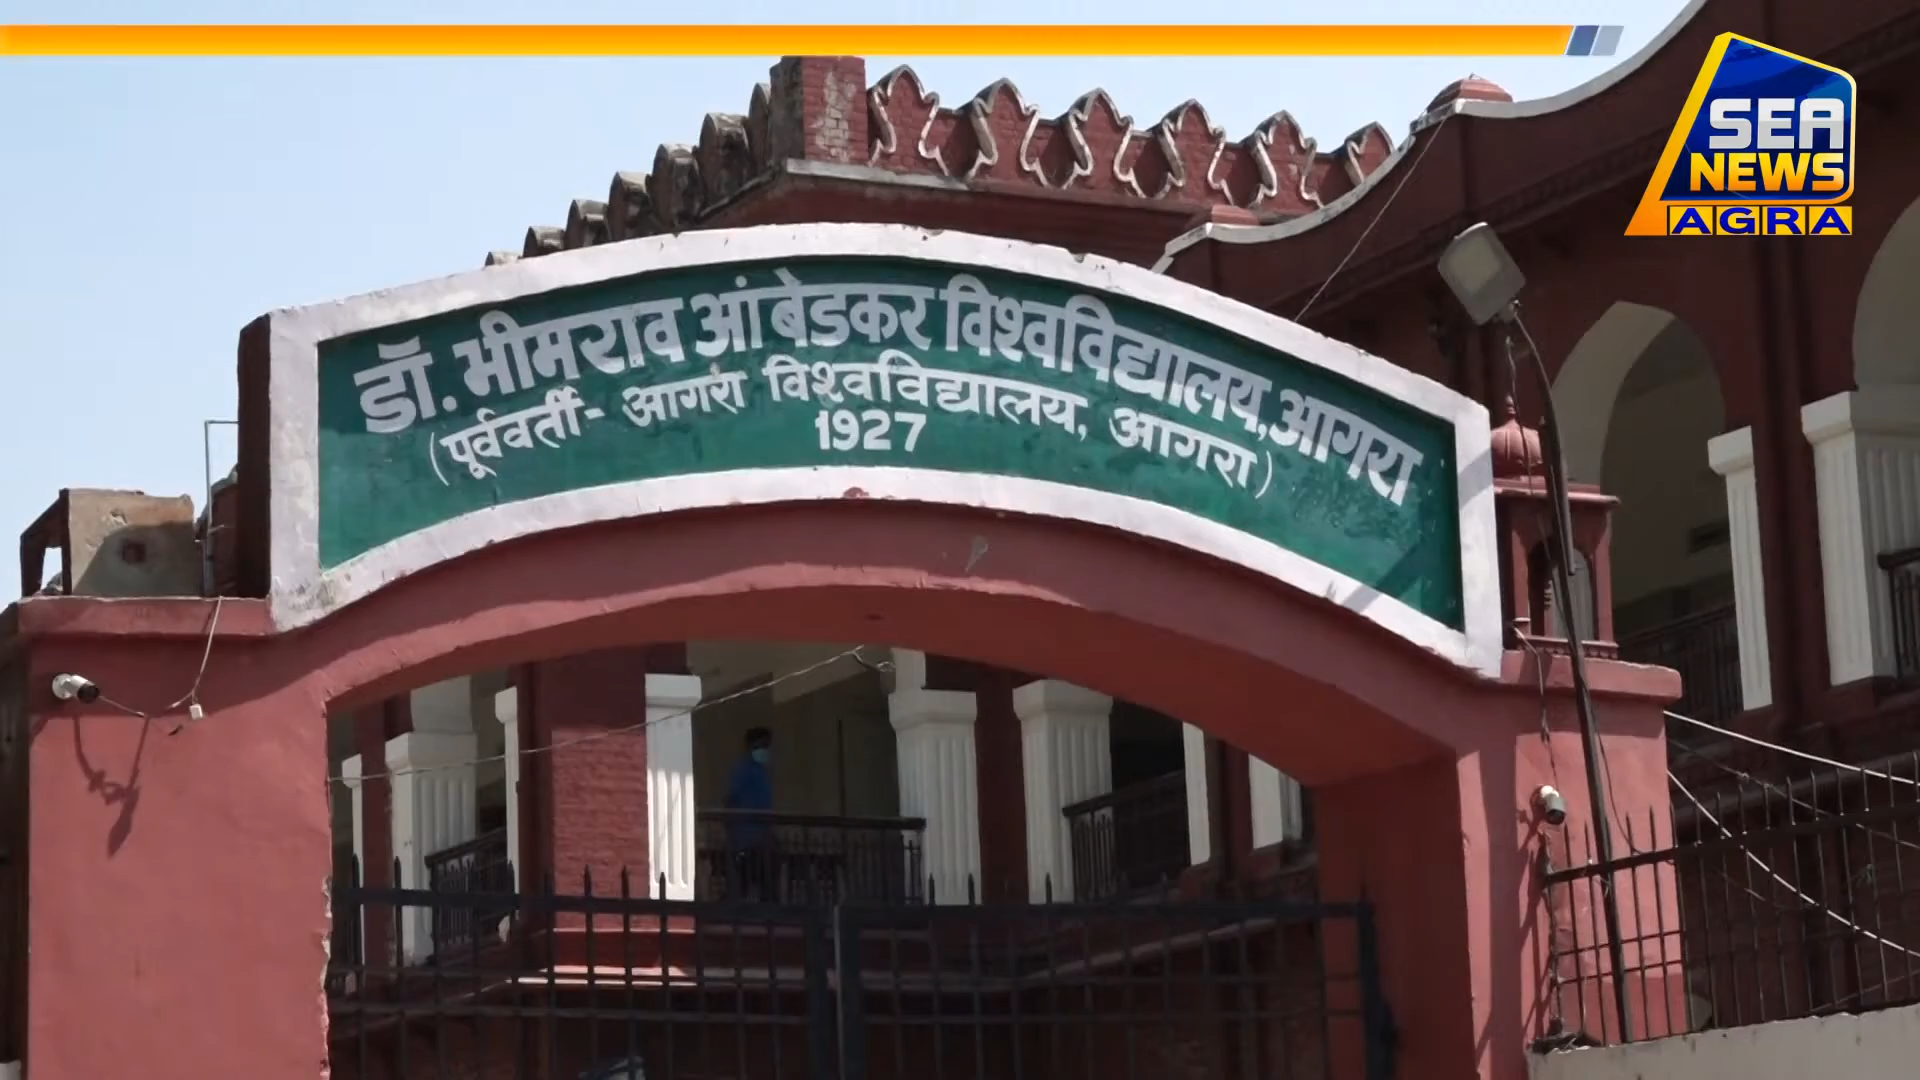 डॉ. भीमराव आंबेडकर विश्वविद्यालय, आगरा
(पूर्ववर्ती- आगरा विश्वविद्यालय, आगरा)
1927
SEA
NEWS
AGRA